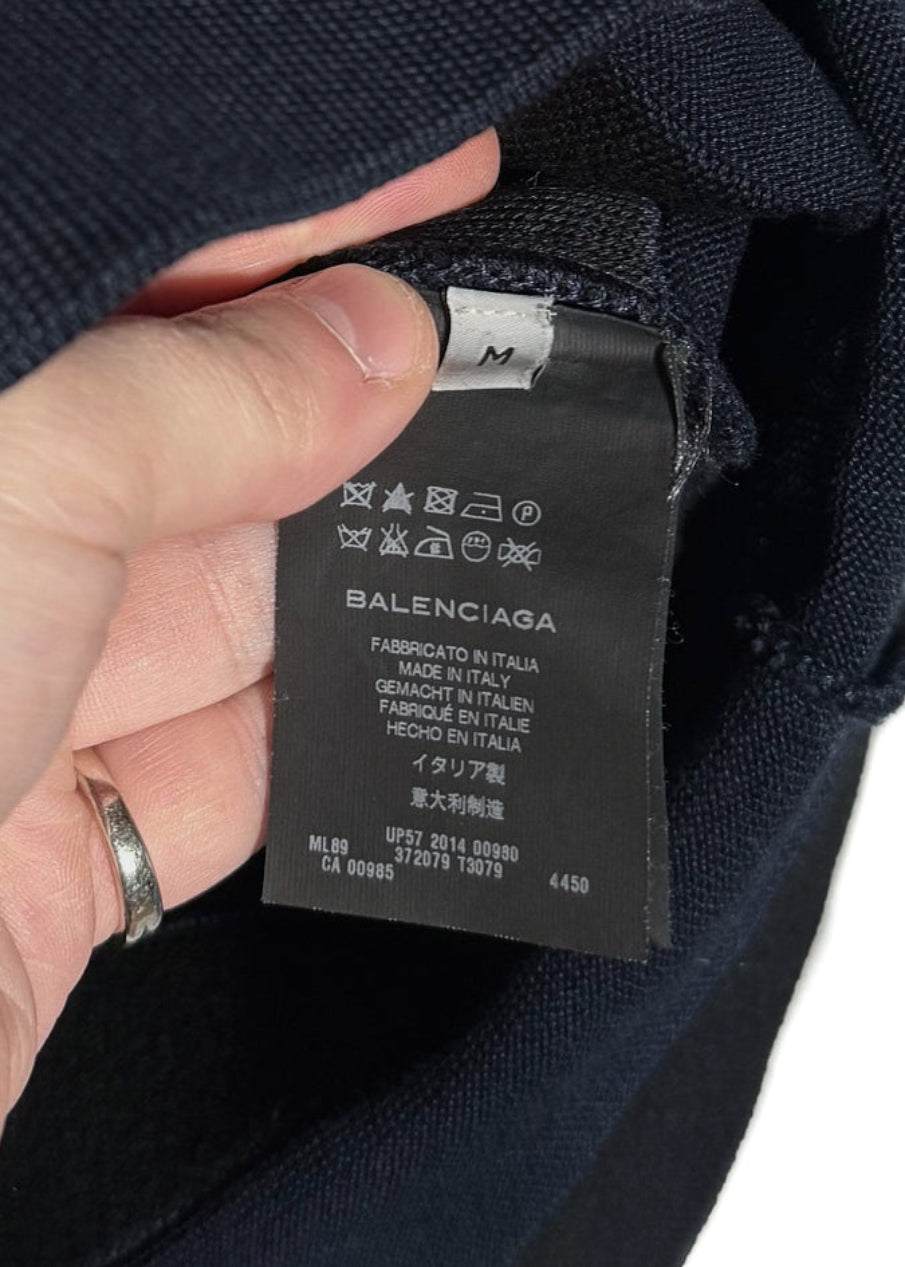 M
BALENCIAGA
FABBRICATO IN ITALIA
MADE IN ITALY
GEMACHT IN ITALIEN
FABRIQUÉ EN ITALIE
HECHO EN ITALIA
イタリア製
意大利制造
UP57 2014 00980
ML89 372079 T3079
CA 00985 4450